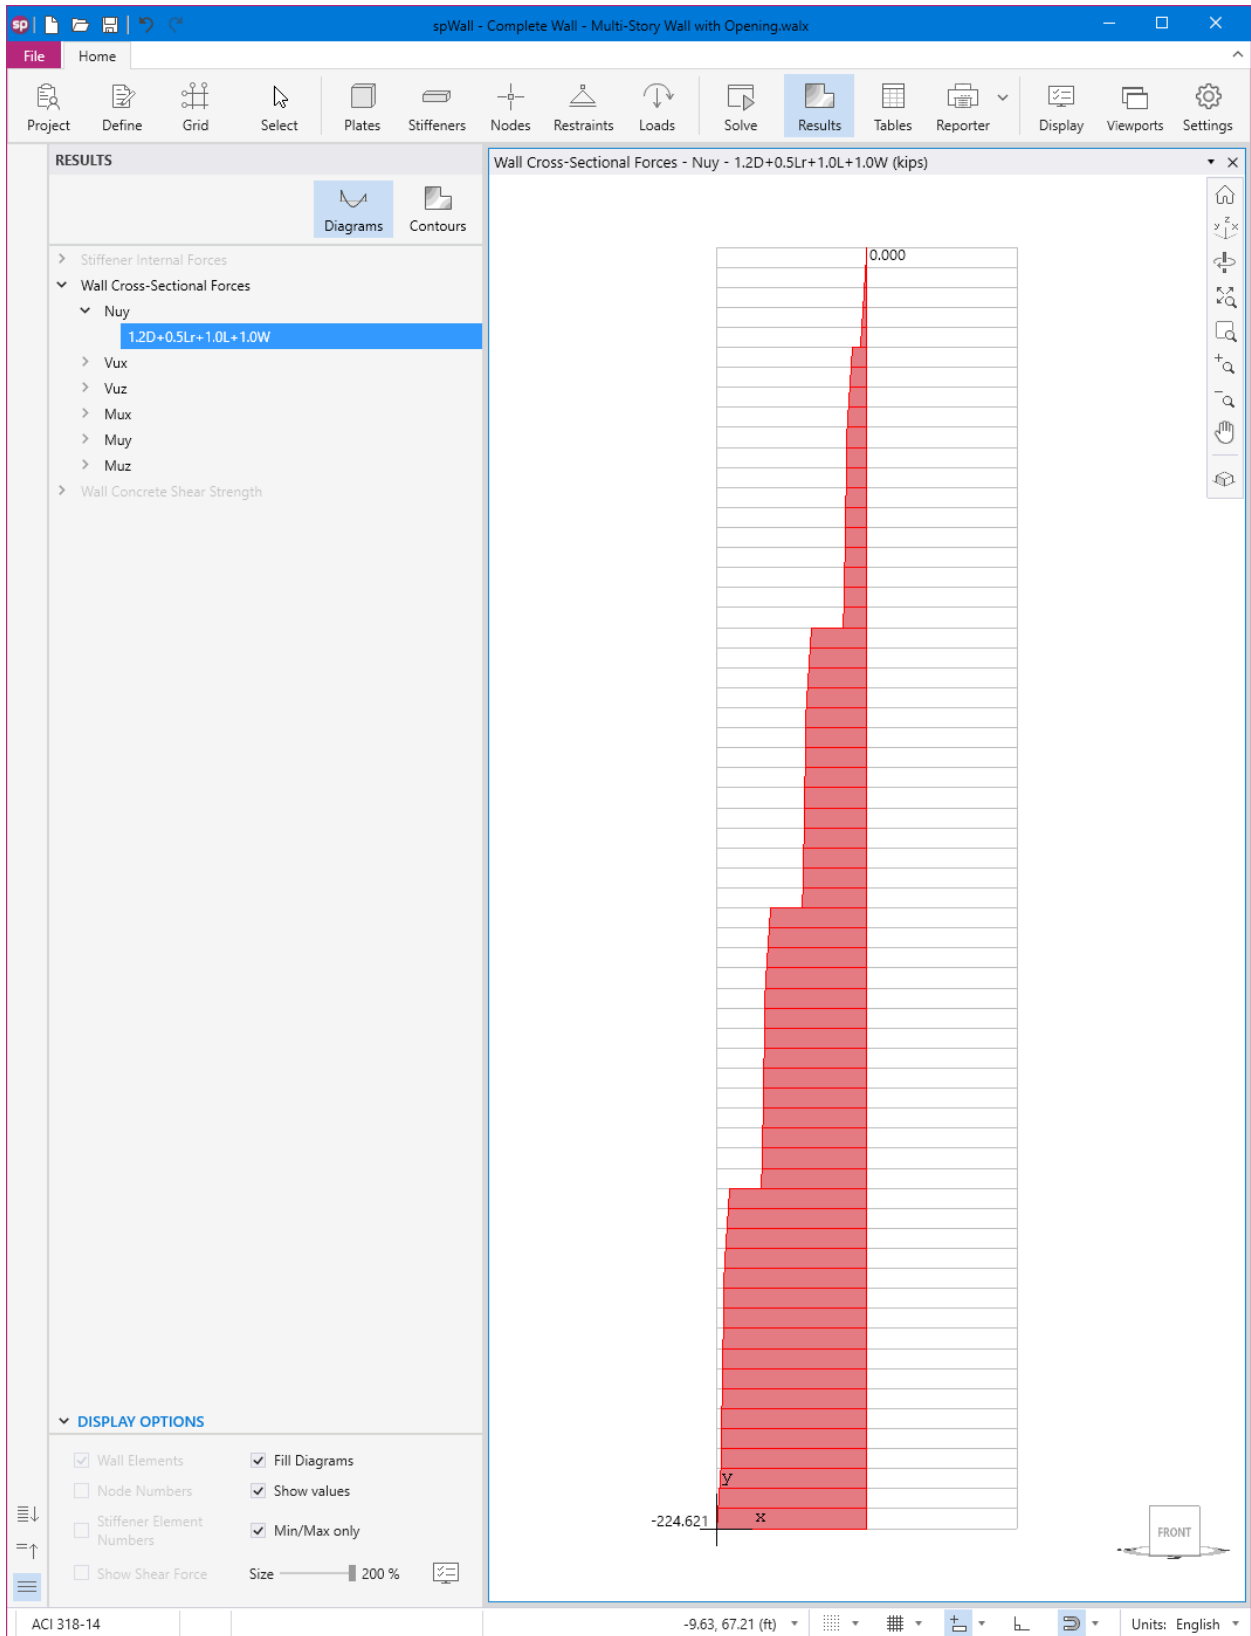 sp
spWall - Complete Wall - Multi-Story Wall with Opening.walx
File
Home
Project
Define
Grid
Select
Plates
Stiffeners
Nodes
Restraints
Loads
Solve
Results
Tables
Reporter
Display
Viewports
Settings
RESULTS
Diagrams
Contours
Stiffener Internal Forces
Wall Cross-Sectional Forces
Nuy
1.2D+0.5Lr+1.0L+1.0W
Vux
Vuz
Mux
Muy
Muz
Wall Concrete Shear Strength
DISPLAY OPTIONS
Wall Elements
Fill Diagrams
Node Numbers
Show values
Stiffener Element
Numbers
Min/Max only
Show Shear Force
Size
200 %
Wall Cross-Sectional Forces - Nuy - 1.2D+0.5Lr+1.0L+1.0W (kips)
y z x
0.000
y
x
-224.621
FRONT
ACI 318-14
-9.63, 67.21 (ft)
Units: English